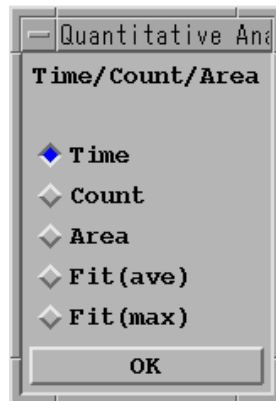 Quantitative Ana
Time/Count/Area
Time
Count
Area
Fit(ave)
Fit(max)
OK